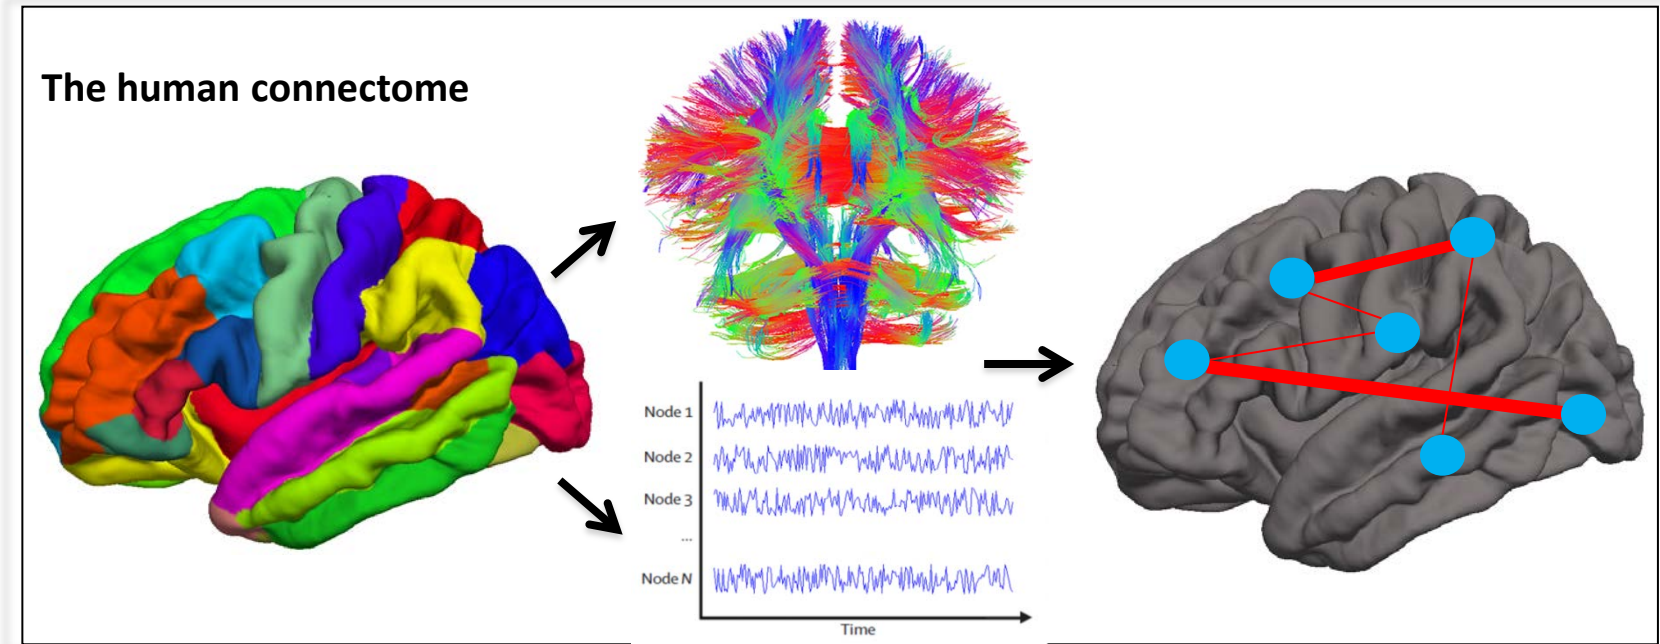 The human connectome
Node 1
Node 2
Node 3
...
Node N
Time